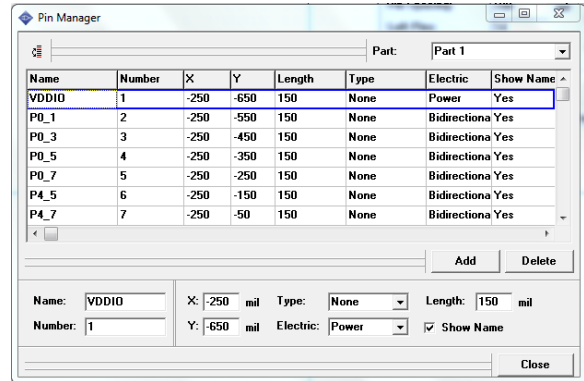 Pin Manager
Part: Part 1
Name Number X Y Length Type Electric Show Name
VDDIO 1 -250 -650 150 None Power Yes
P0_1 2 -250 -550 150 None Bidirectiona Yes
P0_3 3 -250 -450 150 None Bidirectiona Yes
P0_5 4 -250 -350 150 None Bidirectiona Yes
P0_7 5 -250 -250 150 None Bidirectiona Yes
P4_5 6 -250 -150 150 None Bidirectiona Yes
P4_7 7 -250 -50 150 None Bidirectiona Yes
Add Delete
Name: VDDIO X: -250 mil Type: None Length: 150 mil
Number: 1 Y: -650 mil Electric: Power Show Name
Close